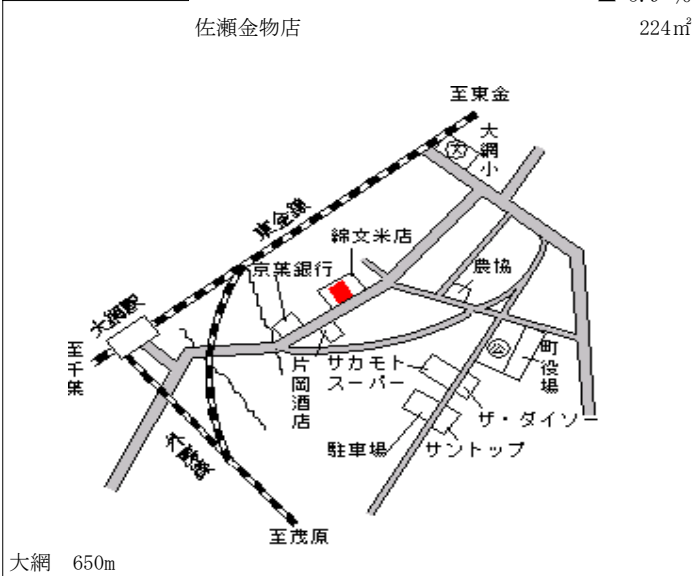 佐瀬金物店 224㎡
至東金
大網小
東金線
綿文米店
京葉銀行
農協
大網駅
至千葉
片岡酒店
サカモトスーパー
町役場
ザ・ダイソー
駐車場
サントップ
外房線
至茂原
大網 650m